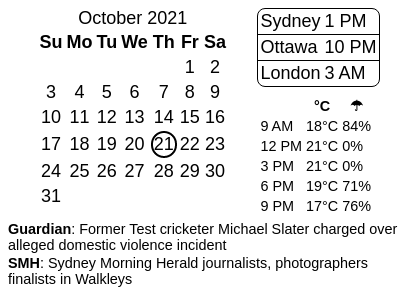 October 2021
Su Mo Tu We Th Fr Sa
1 2
3 4 5 6 7 8 9
10 11 12 13 14 15 16
17 18 19 20 21 22 23
24 25 26 27 28 29 30
31
Sydney 1 PM
Ottawa 10 PM
London 3 AM
°C ☂
9 AM 18°C 84%
12 PM 21°C 0%
3 PM 21°C 0%
6 PM 19°C 71%
9 PM 17°C 76%
Guardian: Former Test cricketer Michael Slater charged over
alleged domestic violence incident
SMH: Sydney Morning Herald journalists, photographers
finalists in Walkleys